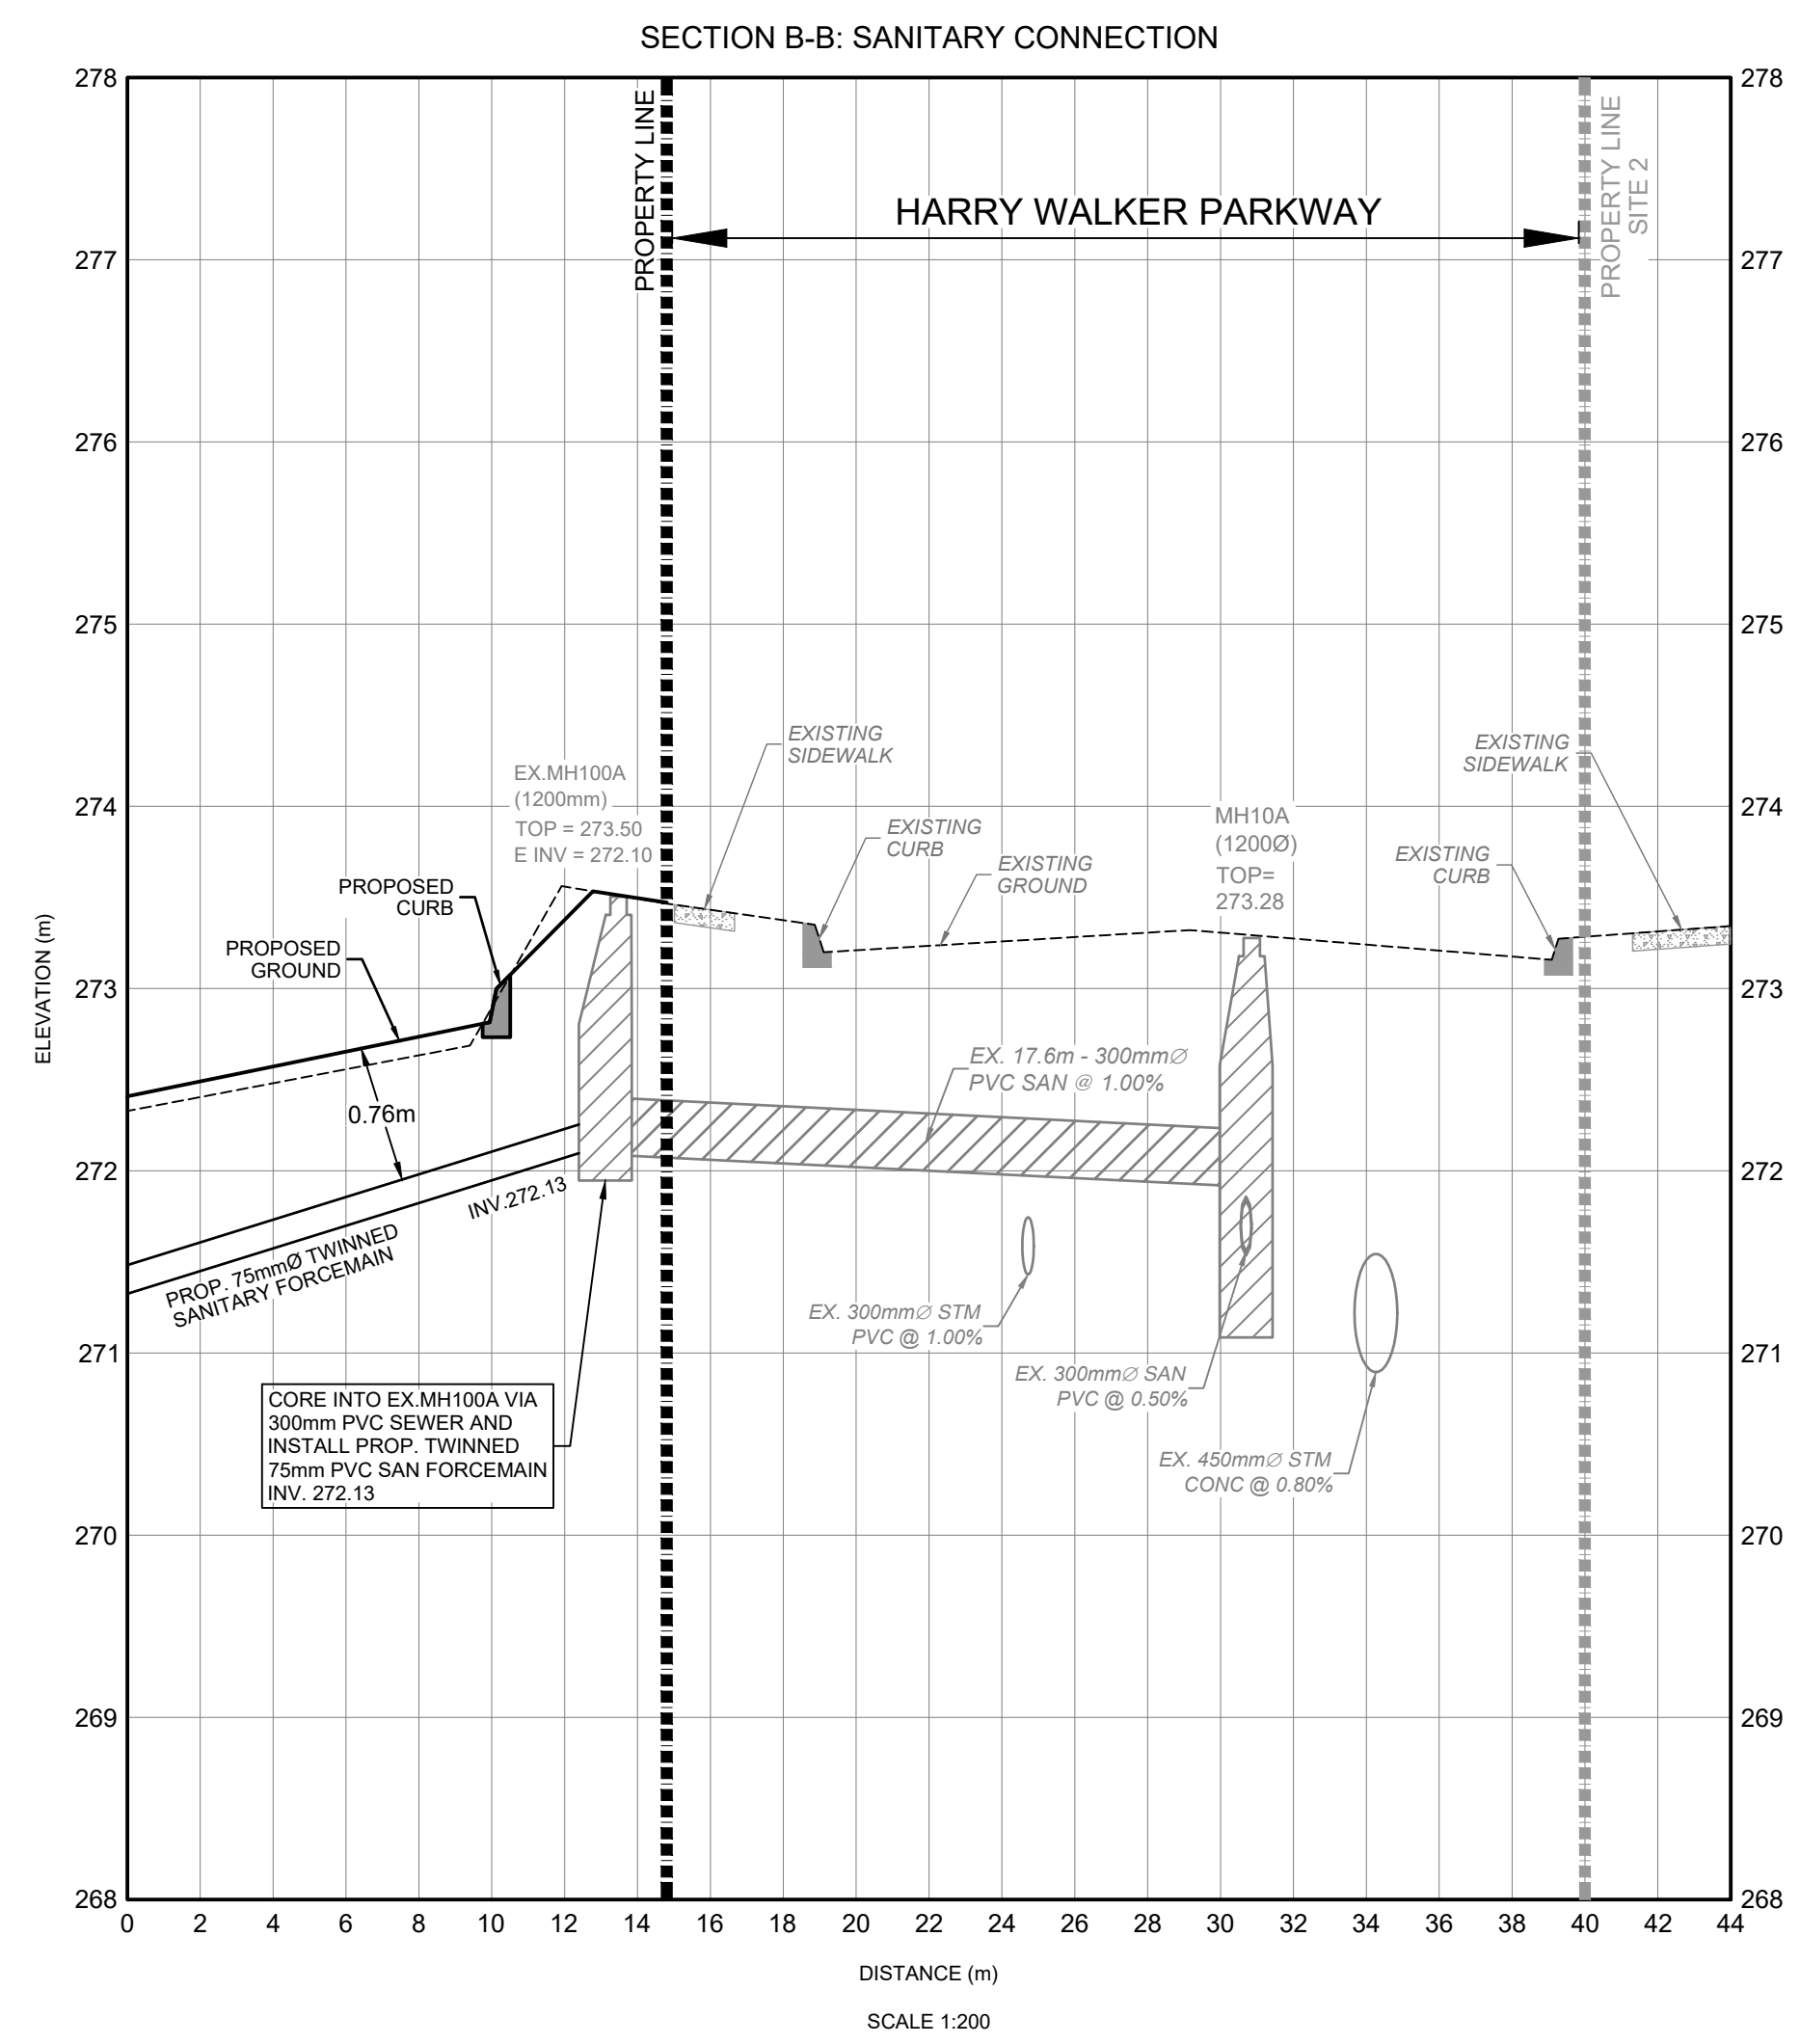 SECTION B-B: SANITARY CONNECTION
278
278
277
277
276
276
275
275
274
274
273
273
272
272
271
271
270
270
269
269
268
268
ELEVATION (m)
PROPERTY LINE
HARRY WALKER PARKWAY
PROPERTY LINE
SITE 2
EXISTING
SIDEWALK
EXISTING
SIDEWALK
EX.MH100A
(1200mm)
TOP = 273.50
E INV = 272.10
EXISTING
CURB
EXISTING
GROUND
MH10A
(1200Ø)
TOP=
273.28
EXISTING
CURB
PROPOSED
CURB
PROPOSED
GROUND
0.76m
EX. 17.6m - 300mm∅
PVC SAN @ 1.00%
INV.272.13
PROP. 75mmØ TWINNED
SANITARY FORCEMAIN
EX. 300mm∅ STM
PVC @ 1.00%
EX. 300mm∅ SAN
PVC @ 0.50%
EX. 450mm∅ STM
CONC @ 0.80%
CORE INTO EX.MH100A VIA
300mm PVC SEWER AND
INSTALL PROP. TWINNED
75mm PVC SAN FORCEMAIN
INV. 272.13
0 2 4 6 8 10 12 14 16 18 20 22 24 26 28 30 32 34 36 38 40 42 44
DISTANCE (m)
SCALE 1:200